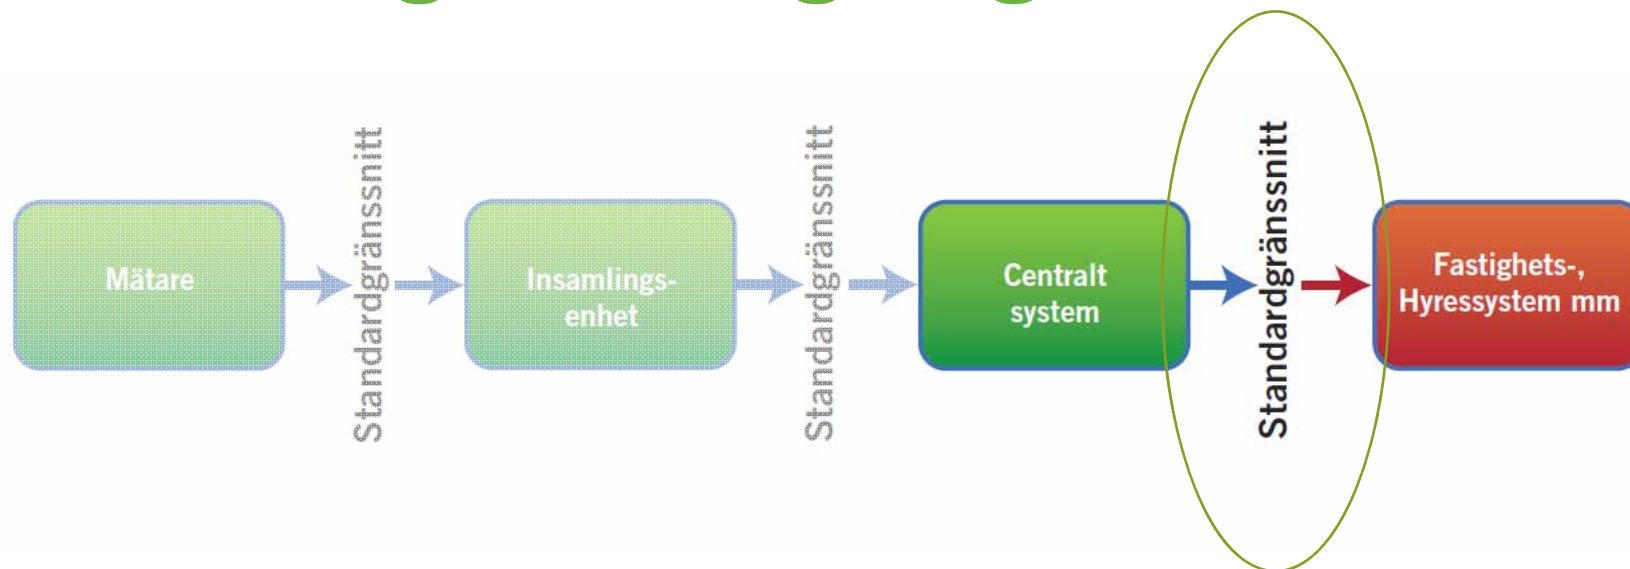 Mätare
Standardgränssnitt
Insamlings-
enhet
Standardgränssnitt
Centralt
system
Standardgränssnitt
Fastighets-,
Hyressystem mm